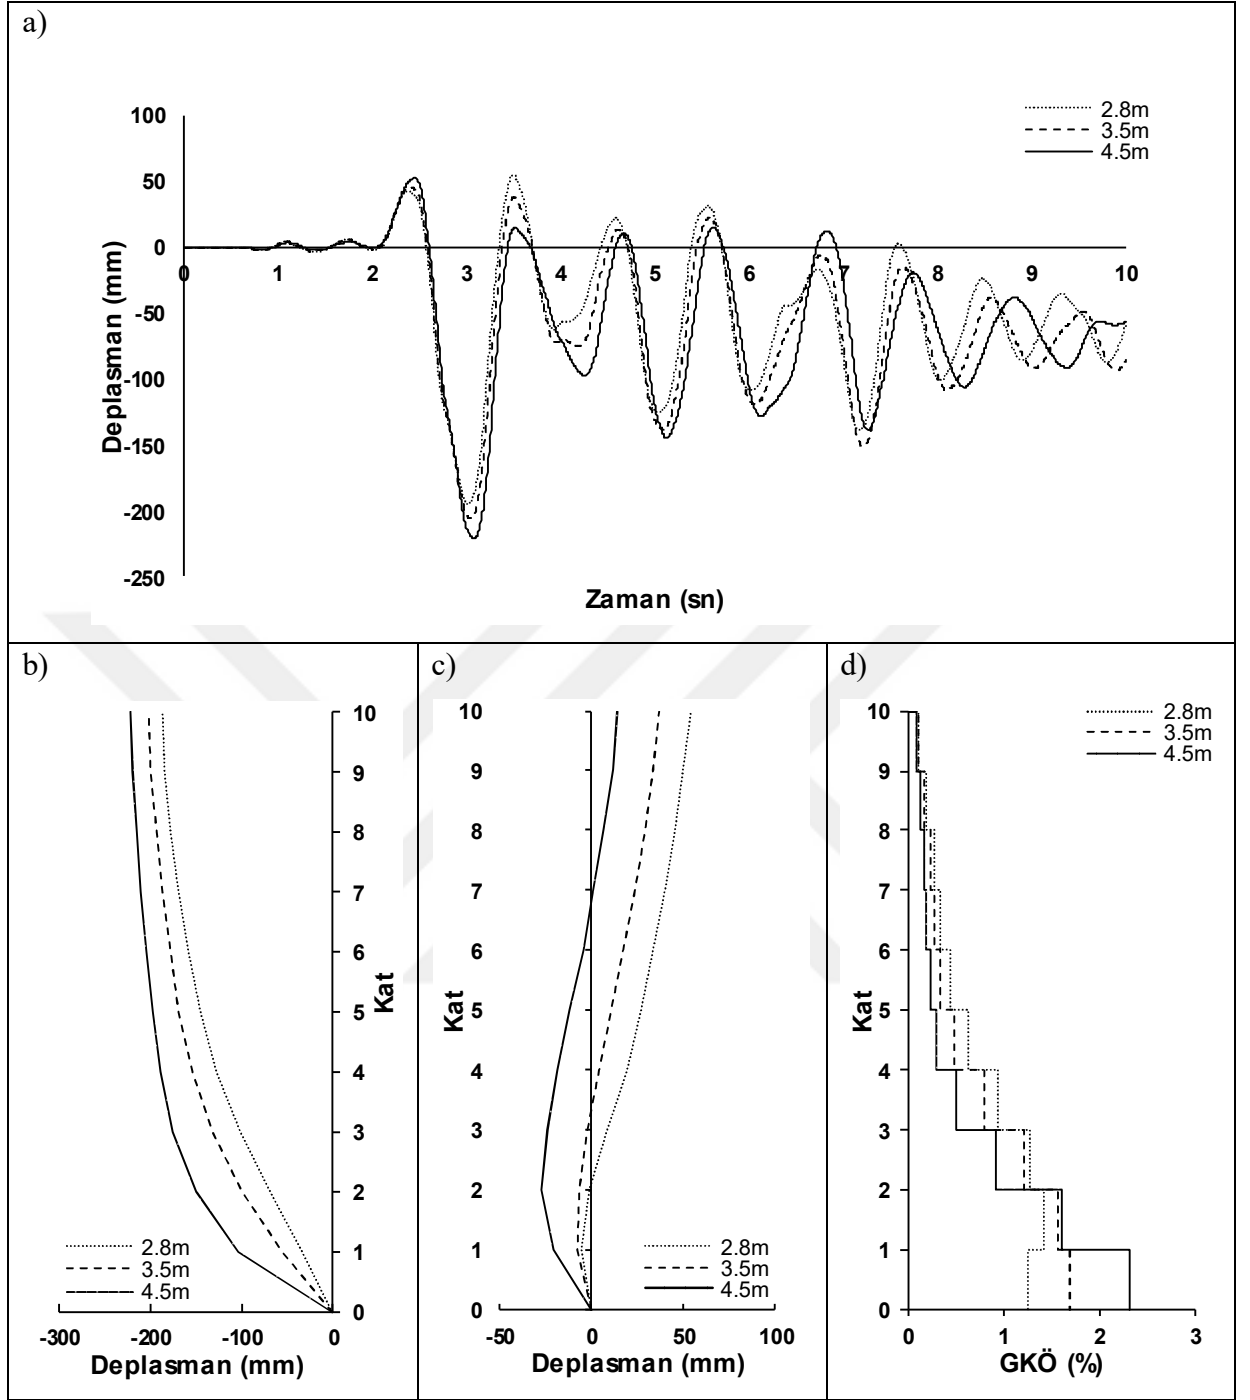 a)
100
50
0
-50
-100
-150
-200
-250
Deplasman (mm)
0 1 2 3 4 5 6 7 8 9 10
Zaman (sn)
2.8m
3.5m
4.5m
b)
10
9
8
7
6
5
4
3
2
1
0
Kat
2.8m
3.5m
4.5m
-300 -200 -100 0
Deplasman (mm)
c)
10
9
8
7
6
5
4
3
2
1
0
Kat
2.8m
3.5m
4.5m
-50 0 50 100
Deplasman (mm)
d)
2.8m
3.5m
4.5m
10
9
8
7
6
5
4
3
2
1
0
Kat
0 1 2 3
GKÖ (%)